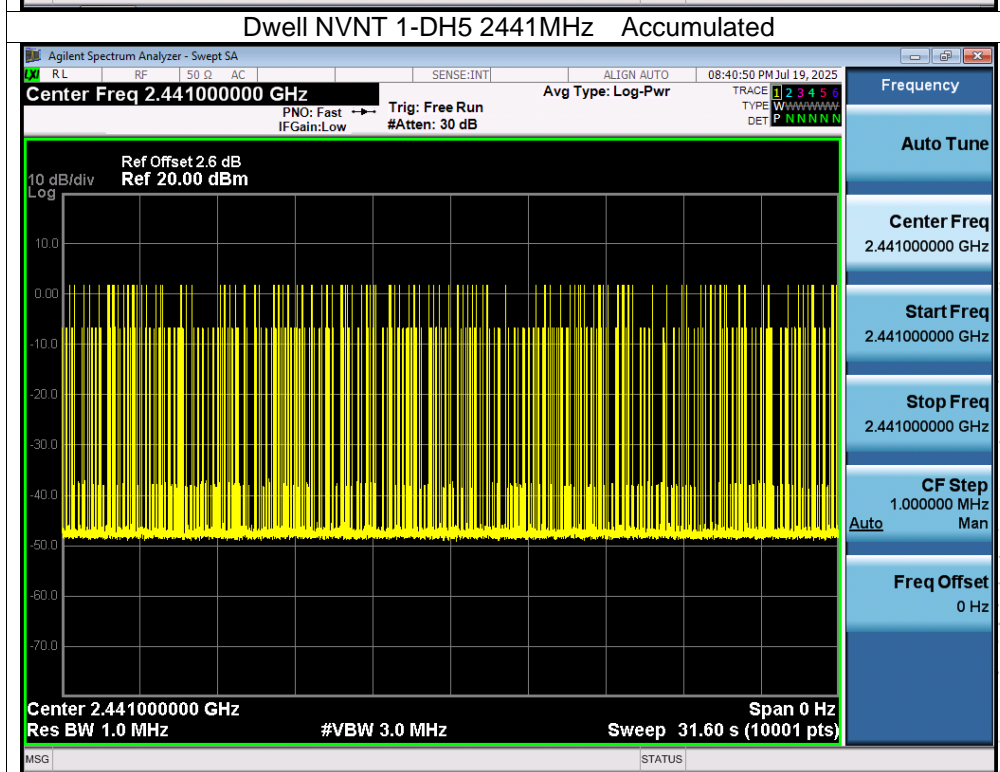 Dwell NVNT 1-DH5 2441MHz Accumulated
Agilent Spectrum Analyzer - Swept SA
LXI RL RF 50 Ω AC SENSE:INT ALIGN AUTO 08:40:50 PM Jul 19, 2025
Center Freq 2.441000000 GHz
PNO: Fast
IFGain:Low
Trig: Free Run
#Atten: 30 dB
Avg Type: Log-Pwr
TRACE 1 2 3 4 5 6
TYPE WWWWWWW
DET P N N N N N
Ref Offset 2.6 dB
10 dB/div Ref 20.00 dBm
Log
10.0
0.00
-10.0
-20.0
-30.0
-40.0
-50.0
-60.0
-70.0
Center 2.441000000 GHz Span 0 Hz
Res BW 1.0 MHz #VBW 3.0 MHz Sweep 31.60 s (10001 pts)
MSG STATUS
Frequency
Auto Tune
Center Freq
2.441000000 GHz
Start Freq
2.441000000 GHz
Stop Freq
2.441000000 GHz
CF Step
1.000000 MHz
Auto Man
Freq Offset
0 Hz